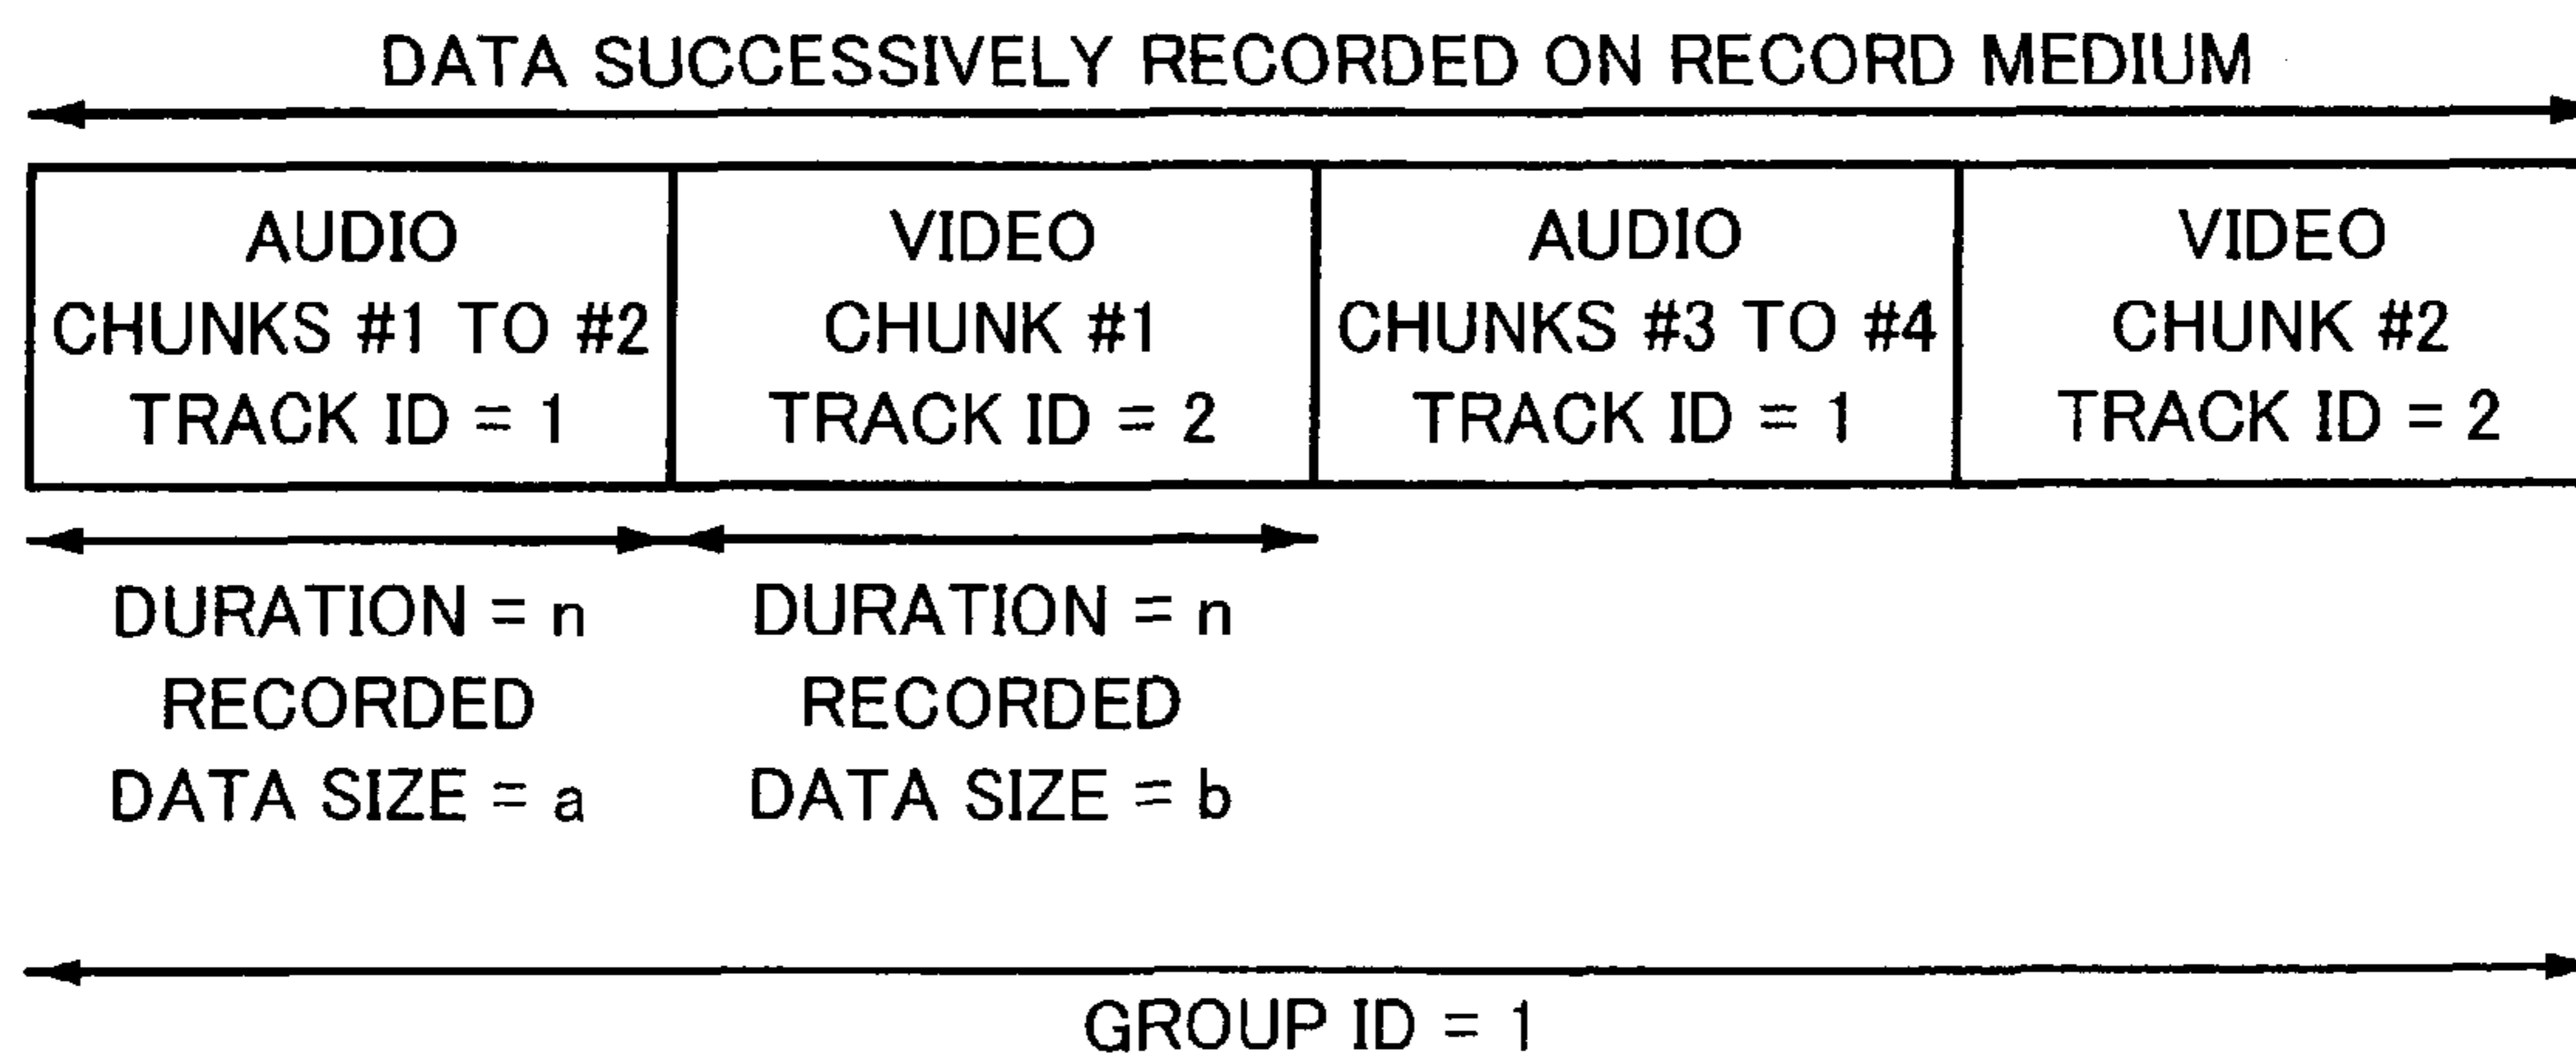 DATA SUCCESSIVELY RECORDED ON RECORD MEDIUM
AUDIO
CHUNKS #1 TO #2
TRACK ID = 1
VIDEO
CHUNK #1
TRACK ID = 2
AUDIO
CHUNKS #3 TO #4
TRACK ID = 1
VIDEO
CHUNK #2
TRACK ID = 2
DURATION = n
RECORDED
DATA SIZE = a
DURATION = n
RECORDED
DATA SIZE = b
GROUP ID = 1